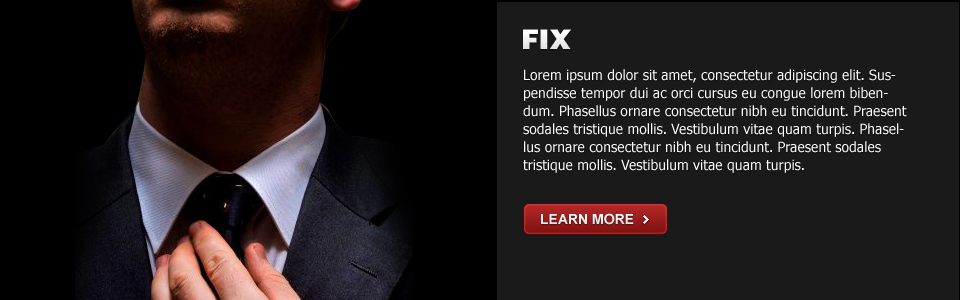 FIX
Lorem ipsum dolor sit amet, consectetur adipiscing elit. Sus-
pendisse tempor dui ac orci cursus eu congue lorem biben-
dum. Phasellus ornare consectetur nibh eu tincidunt. Praesent
sodales tristique mollis. Vestibulum vitae quam turpis. Phasel-
lus ornare consectetur nibh eu tincidunt. Praesent sodales
tristique mollis. Vestibulum vitae quam turpis.
LEARN MORE >